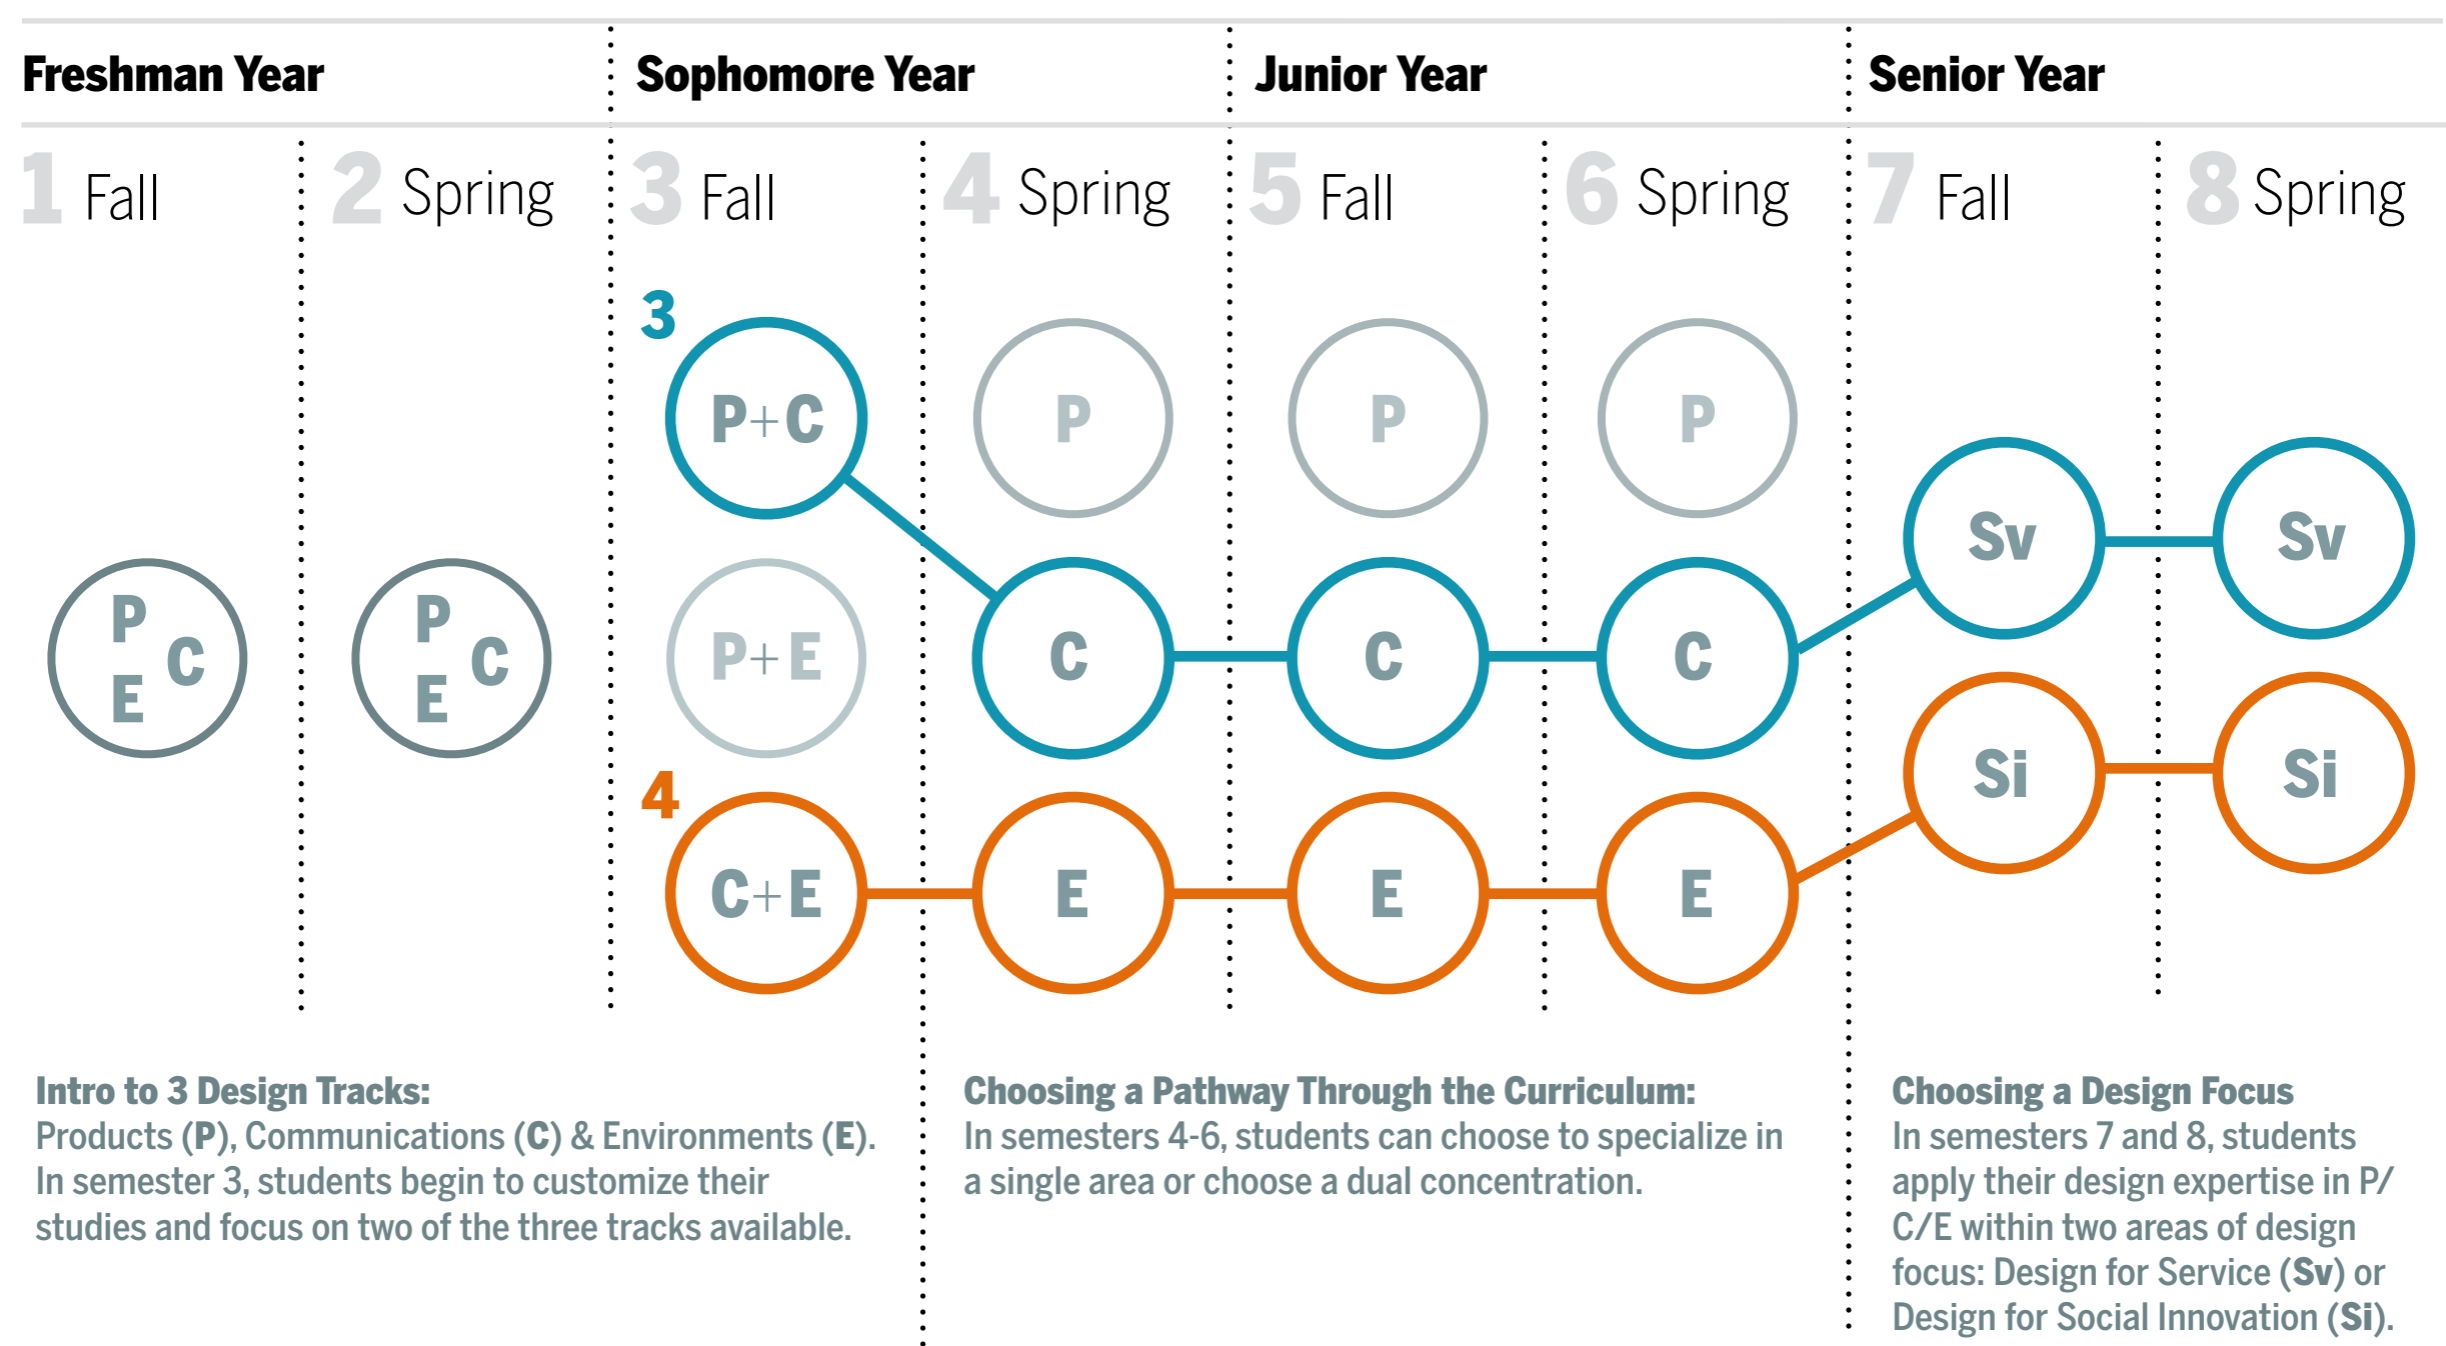 Freshman Year
Sophomore Year
Junior Year
Senior Year
1 Fall
2 Spring
3 Fall
4 Spring
5 Fall
6 Spring
7 Fall
8 Spring
3
P+C
P
P
P
Sv
Sv
P
C
E
P
C
E
P+E
C
C
C
4
Si
Si
C+E
E
E
E
Intro to 3 Design Tracks:
Products (P), Communications (C) & Environments (E).
In semester 3, students begin to customize their
studies and focus on two of the three tracks available.
Choosing a Pathway Through the Curriculum:
In semesters 4-6, students can choose to specialize in
a single area or choose a dual concentration.
Choosing a Design Focus
In semesters 7 and 8, students
apply their design expertise in P/
C/E within two areas of design
focus: Design for Service (Sv) or
Design for Social Innovation (Si).